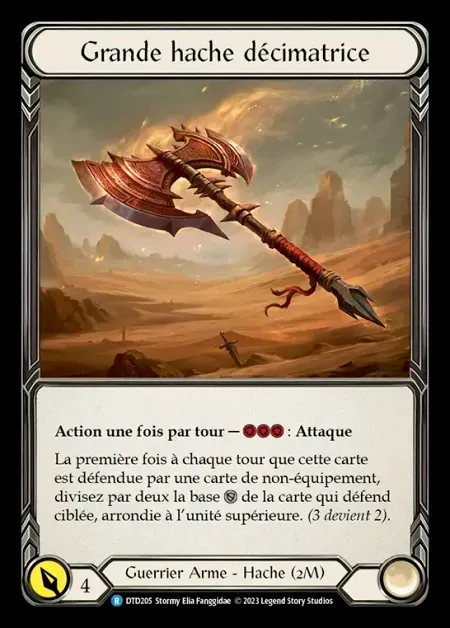 Grande hache décimatrice
Action une fois par tour — : Attaque
La première fois à chaque tour que cette carte
est défendue par une carte de non-équipement,
divisez par deux la base de la carte qui défend
ciblée, arrondie à l'unité supérieure. (3 devient 2).
4
Guerrier Arme - Hache (2M)
R DTD205 Stormy Elia Fanggidae © 2023 Legend Story Studios